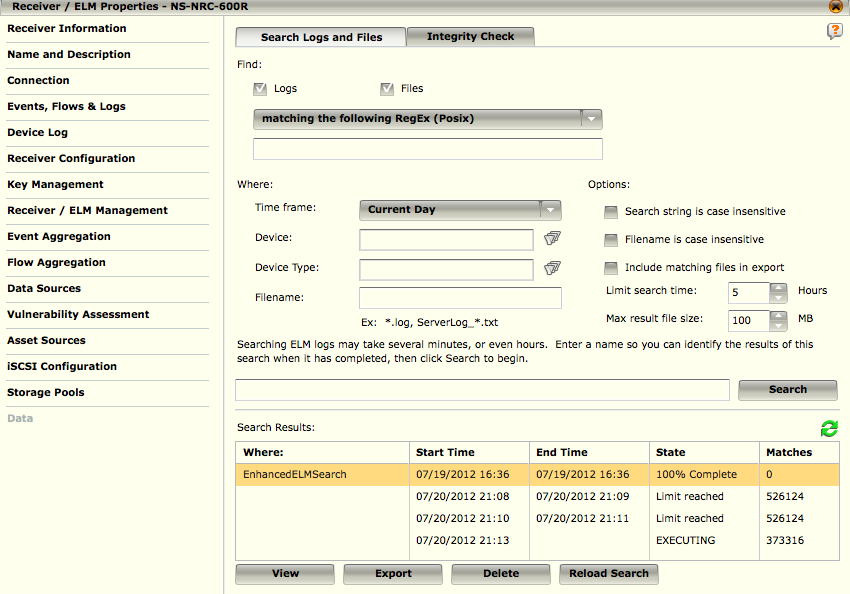 Receiver / ELM Properties - NS-NRC-600R
Receiver Information
Name and Description
Connection
Events, Flows & Logs
Device Log
Receiver Configuration
Key Management
Receiver / ELM Management
Event Aggregation
Flow Aggregation
Data Sources
Vulnerability Assessment
Asset Sources
iSCSI Configuration
Storage Pools
Data
Search Logs and Files Integrity Check
?
Find:
Logs Files
matching the following RegEx (Posix)
Where: Options:
Time frame: Current Day Search string is case insensitive
Device: Filename is case insensitive
Device Type: Include matching files in export
Limit search time: 5 Hours
Filename:
Max result file size: 100 MB
Ex: *.log, ServerLog_*.txt
Searching ELM logs may take several minutes, or even hours. Enter a name so you can identify the results of this
search when it has completed, then click Search to begin.
Search
Search Results:
Where: Start Time End Time State Matches
EnhancedELMSearch 07/19/2012 16:36 07/19/2012 16:36 100% Complete 0
07/20/2012 21:08 07/20/2012 21:09 Limit reached 526124
07/20/2012 21:10 07/20/2012 21:11 Limit reached 526124
07/20/2012 21:13 EXECUTING 373316
View Export Delete Reload Search